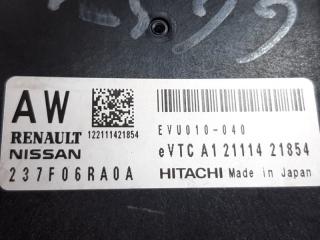 AW
122111421854
RENAULT
NISSAN
237F06RA0A
EVU010-040
eVTC A1 21114 21854
HITACHI Made in Japan